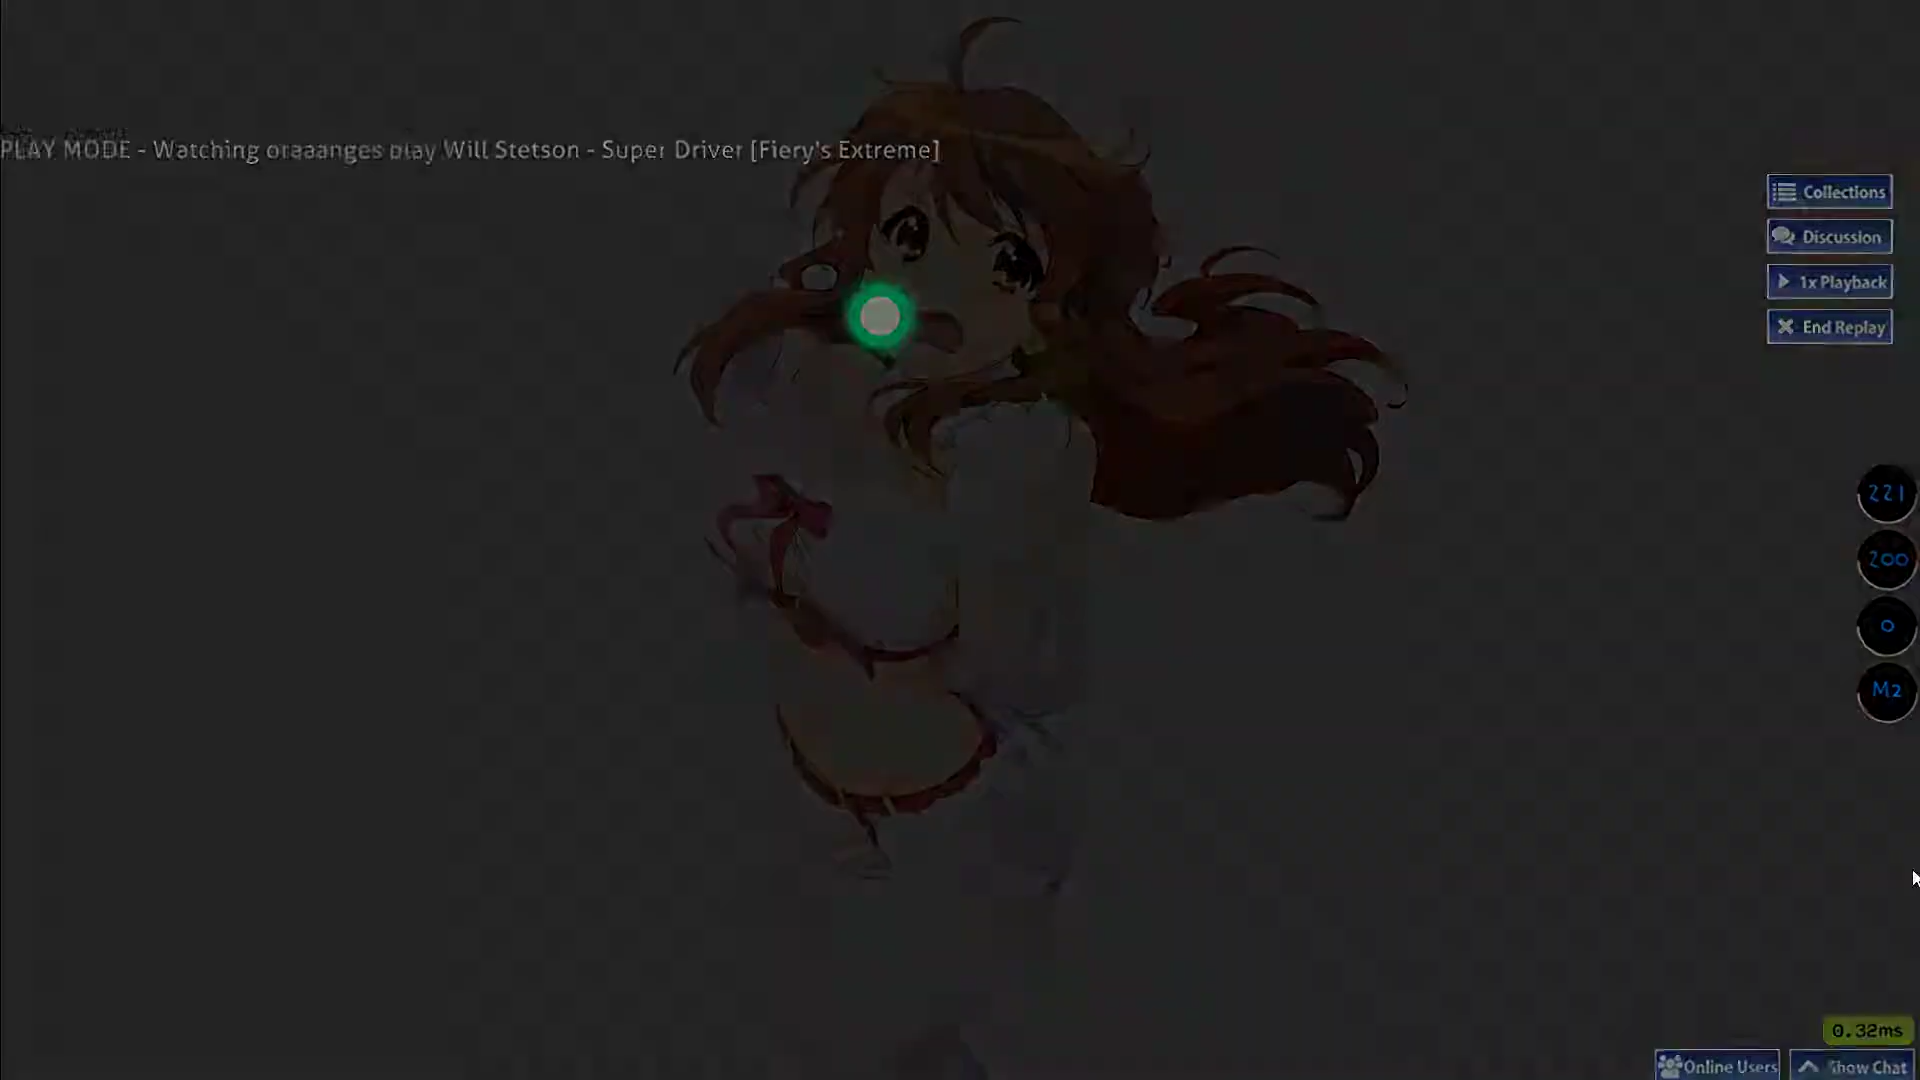 PLAY MODE - Watching oraaanges play Will Stetson - Super Driver [Fiery's Extreme]
Collections
Discussion
1x Playback
End Replay
221
200
0
M2
0.32ms
Online Users
Show Chat